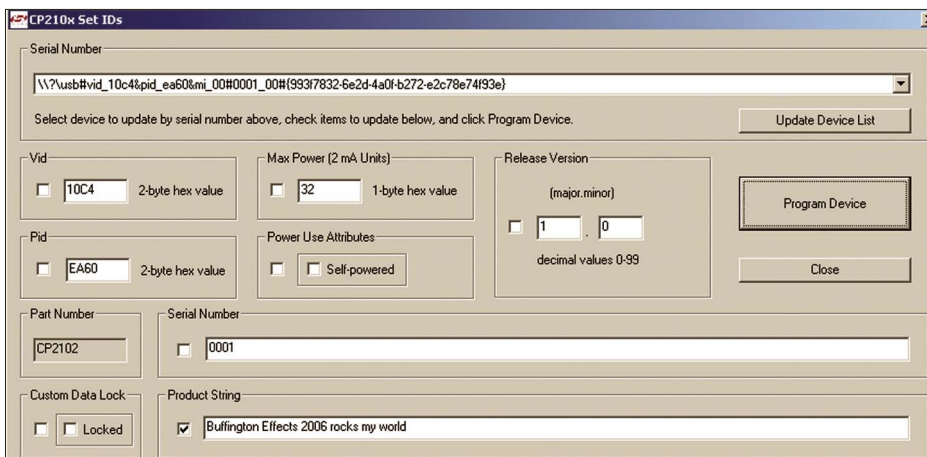 CP210x Set IDs
Serial Number
\\?\usb#vid_10c4&pid_ea60&mi_00#0001_00#{993f7832-6e2d-4a0f-b272-e2c78e74f93e}
Select device to update by serial number above, check items to update below, and click Program Device.
Update Device List
Vid
10C4
2-byte hex value
Max Power (2 mA Units)
32
1-byte hex value
Release Version
(major.minor)
1 . 0
decimal values 0-99
Program Device
Pid
EA60
2-byte hex value
Power Use Attributes
Self-powered
Close
Part Number
CP2102
Serial Number
0001
Custom Data Lock
Locked
Product String
Buffington Effects 2006 rocks my world